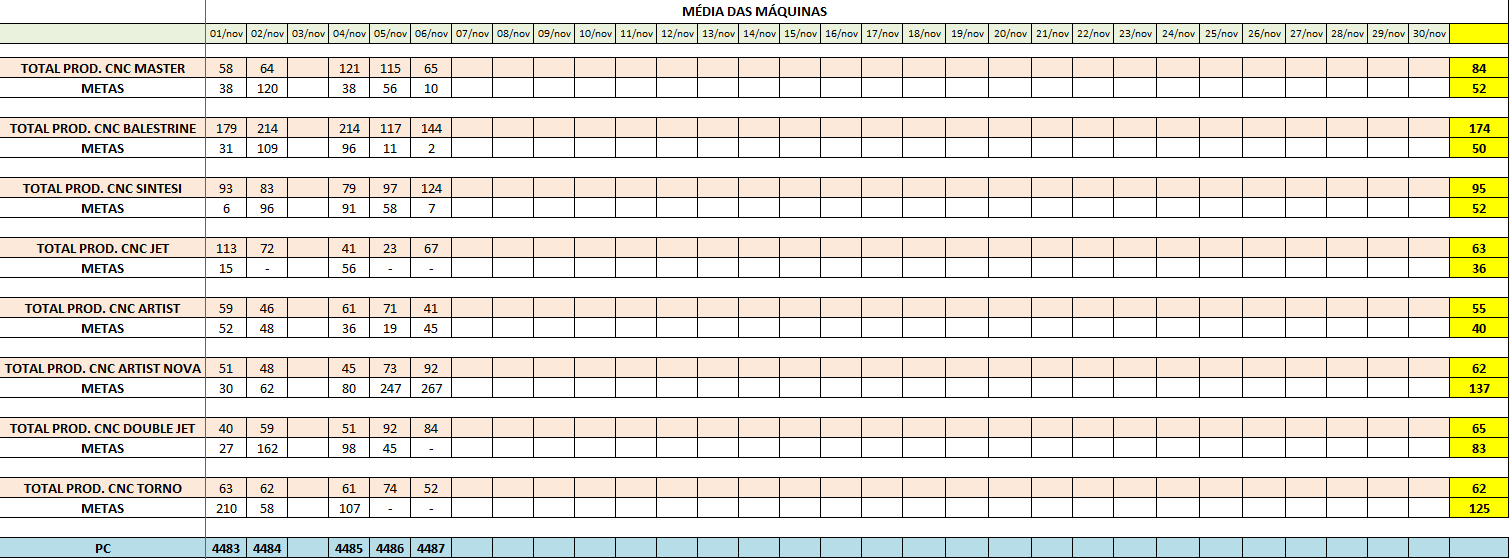 MÉDIA DAS MÁQUINAS
01/nov 02/nov 03/nov 04/nov 05/nov 06/nov 07/nov 08/nov 09/nov 10/nov 11/nov 12/nov 13/nov 14/nov 15/nov 16/nov 17/nov 18/nov 19/nov 20/nov 21/nov 22/nov 23/nov 24/nov 25/nov 26/nov 27/nov 28/nov 29/nov 30/nov
TOTAL PROD. CNC MASTER 58 64 121 115 65 84
METAS 38 120 38 56 10 52
TOTAL PROD. CNC BALESTRINE 179 214 214 117 144 174
METAS 31 109 96 11 2 50
TOTAL PROD. CNC SINTESI 93 83 79 97 124 95
METAS 6 96 91 58 7 52
TOTAL PROD. CNC JET 113 72 41 23 67 63
METAS 15 - 56 - - 36
TOTAL PROD. CNC ARTIST 59 46 61 71 41 55
METAS 52 48 36 19 45 40
TOTAL PROD. CNC ARTIST NOVA 51 48 45 73 92 62
METAS 30 62 80 247 267 137
TOTAL PROD. CNC DOUBLE JET 40 59 51 92 84 65
METAS 27 162 98 45 - 83
TOTAL PROD. CNC TORNO 63 62 61 74 52 62
METAS 210 58 107 - - 125
PC 4483 4484 4485 4486 4487